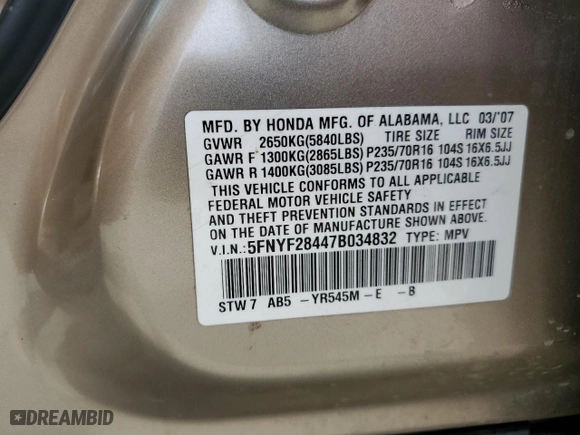 MFD. BY HONDA MFG. OF ALABAMA, LLC 03/'07
GVWR 2650KG(5840LBS) TIRE SIZE RIM SIZE
GAWR F 1300KG(2865LBS) P235/70R16 104S 16X6.5JJ
GAWR R 1400KG(3085LBS) P235/70R16 104S 16X6.5JJ
THIS VEHICLE CONFORMS TO ALL APPLICABLE
FEDERAL MOTOR VEHICLE SAFETY
AND THEFT PREVENTION STANDARDS IN EFFECT
ON THE DATE OF MANUFACTURE SHOWN ABOVE.
V.I.N.: 5FNYF28447B034832 TYPE: MPV
STW7 AB5 -YR545M-E -B
DREAMBID